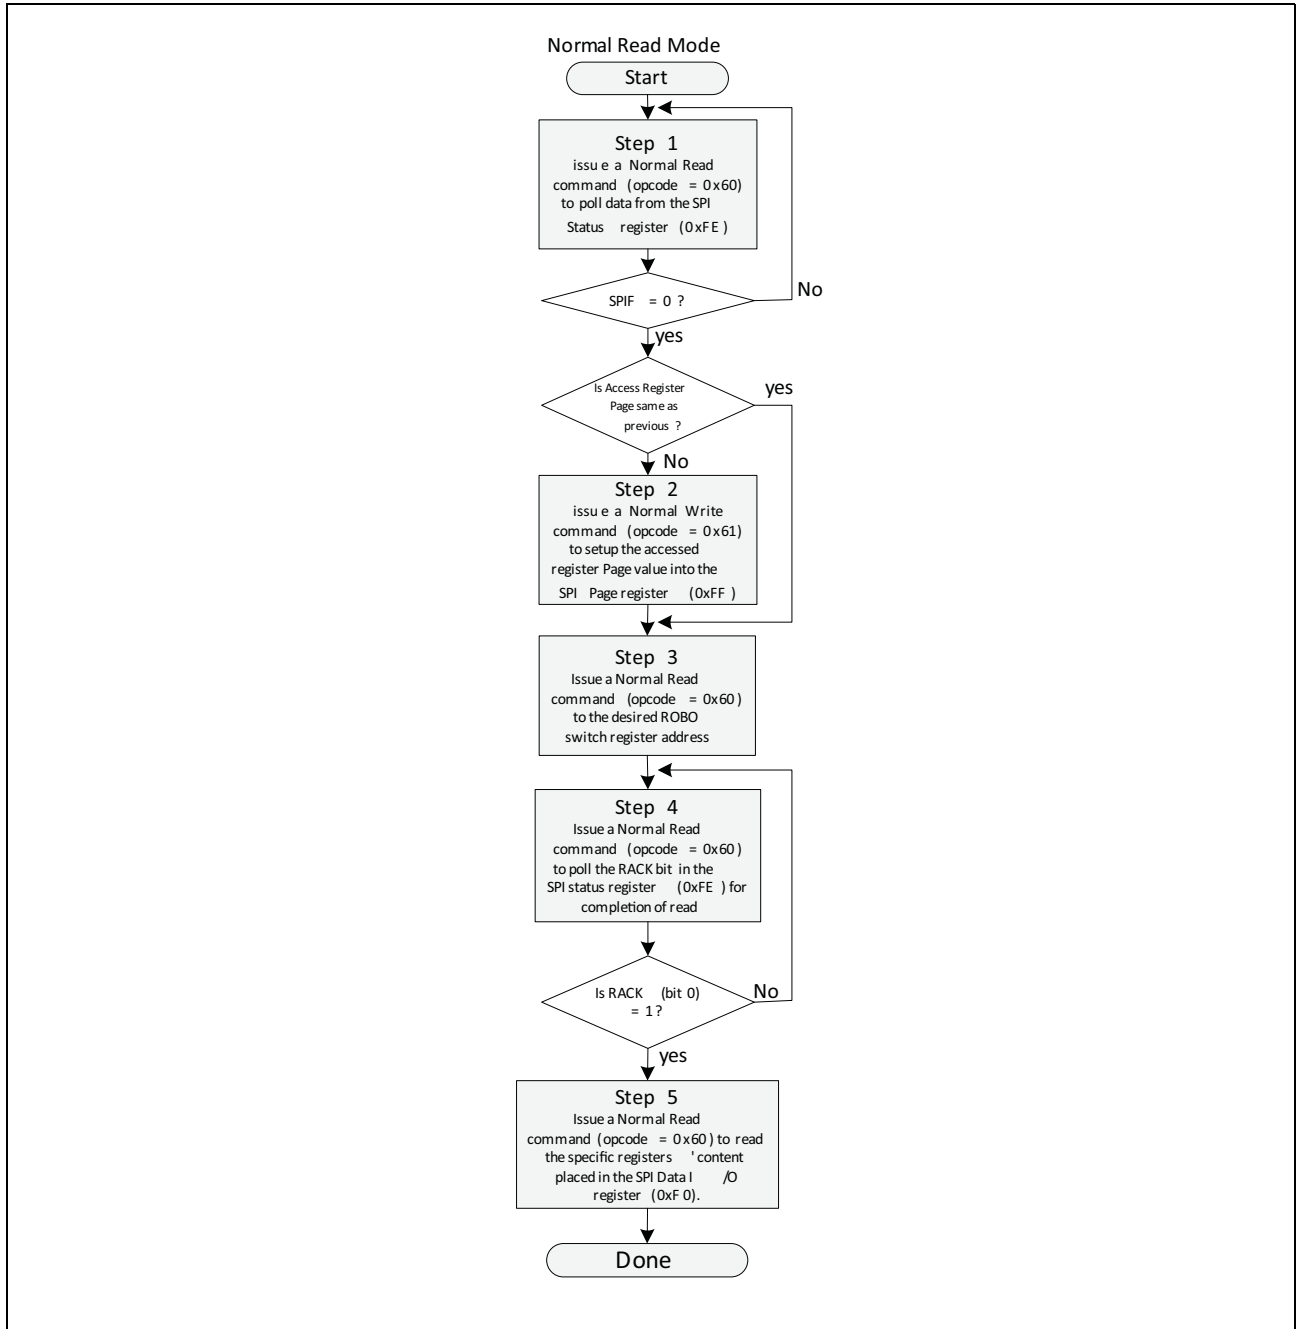 Normal Read Mode
Start
Step 1
issue a Normal Read
command (opcode = 0x60)
to poll data from the SPI
Status register (0xFE)
SPIF = 0 ?
No
yes
Is Access Register
Page same as
previous ?
yes
No
Step 2
issue a Normal Write
command (opcode = 0x61)
to setup the accessed
register Page value into the
SPI Page register (0xFF)
Step 3
Issue a Normal Read
command (opcode = 0x60)
to the desired ROBO
switch register address
Step 4
Issue a Normal Read
command (opcode = 0x60)
to poll the RACK bit in the
SPI status register (0xFE) for
completion of read
Is RACK (bit 0)
= 1?
No
yes
Step 5
Issue a Normal Read
command (opcode = 0x60) to read
the specific registers 'content
placed in the SPI Data I /O
register (0xF0).
Done